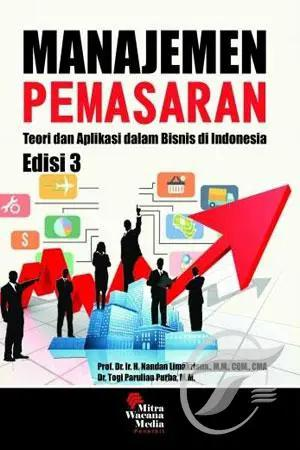 MANAJEMEN
PEMASARAN
Teori dan Aplikasi dalam Bisnis di Indonesia
Edisi 3
Prof. Dr. Ir. H. Nandan Limakrisna, M.M., CQM., CMA
Dr. Togi Parulian Purba, M.M.
Mitra
Wacana
Media
Penerbit